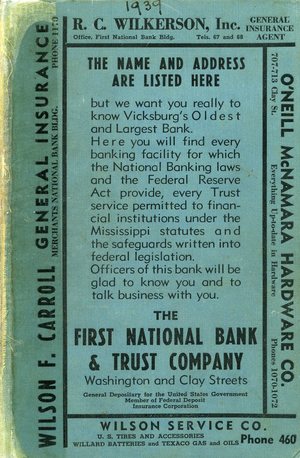 1939
R. C. WILKERSON, Inc.
GENERAL
INSURANCE
AGENT
Office, First National Bank Bldg.
Tels. 67 and 68
WILSON F. CARROLL GENERAL INSURANCE
MERCHANTS NATIONAL BANK BLDG.
THE NAME AND ADDRESS
ARE LISTED HERE
but we want you really to
know Vicksburg's Oldest
and Largest Bank.
Here you will find every
banking facility for which
the National Banking laws
and the Federal Reserve
Act provide, every Trust
service permitted to finan-
cial institutions under the
Mississippi statutes and
the safeguards written into
federal legislation.
Officers of this bank will be
glad to know you and to
talk business with you.
THE
FIRST NATIONAL BANK
& TRUST COMPANY
Washington and Clay Streets
General Depositary for the United States Government
Member of Federal Deposit
Insurance Corporation
O'NEILL McNAMARA HARDWARE CO.
707-713 Clay St.
Everything Up-to-date in Hardware
Phones 1070-1072
WILSON SERVICE CO.
U. S. TIRES AND ACCESSORIES
WILLARD BATTERIES and TEXACO GAS and OILS
Phone 460